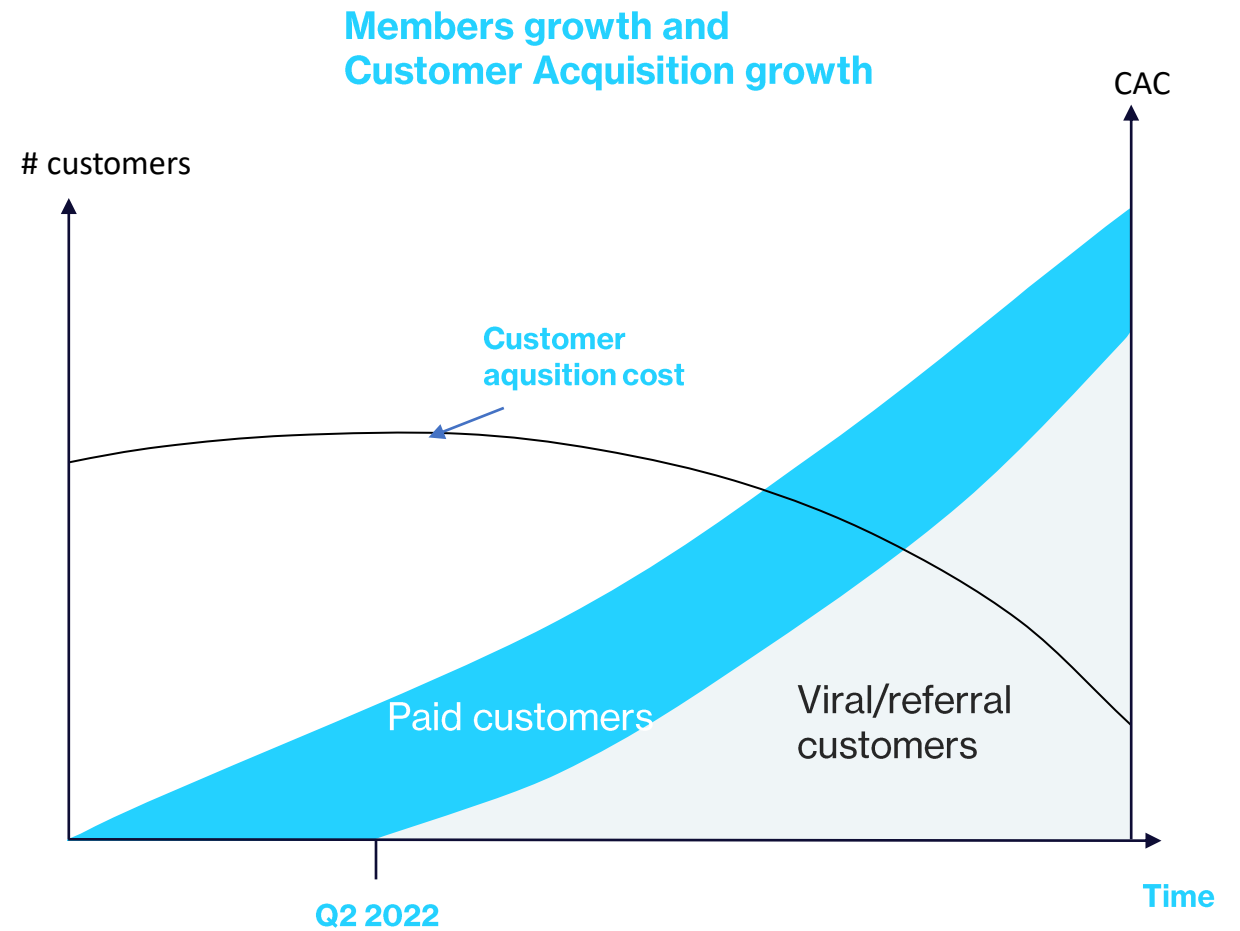 Members growth and
Customer Acquisition growth
CAC
# customers
Customer
aqusition cost
Paid customers
Viral/referral
customers
Time
Q2 2022